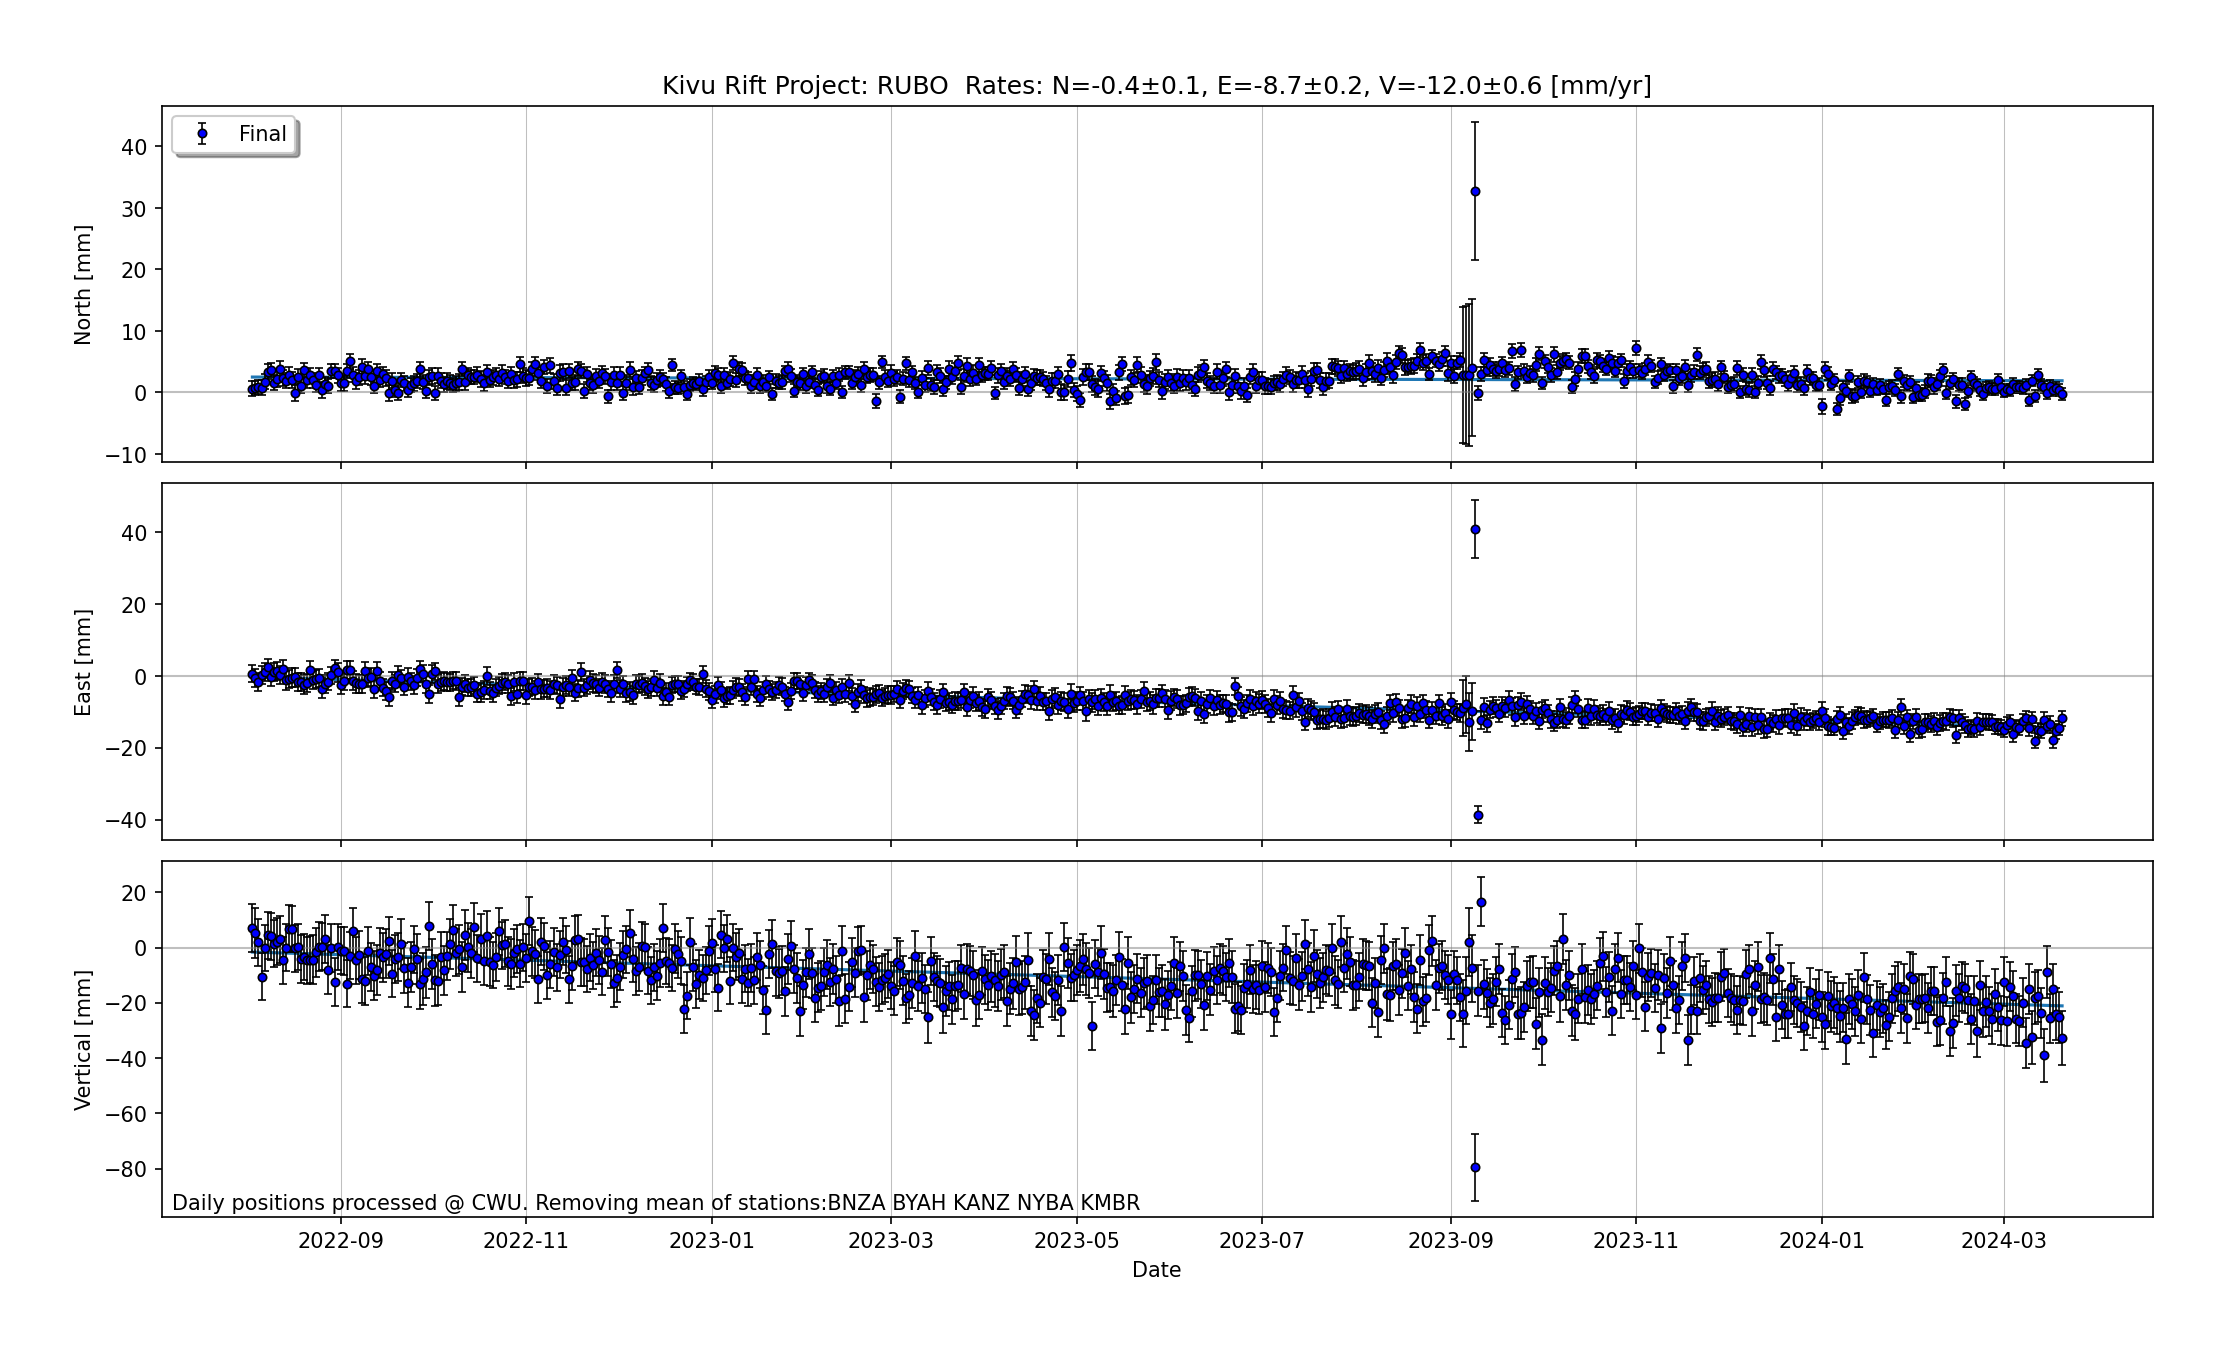 Kivu Rift Project: RUBO  Rates: N=-0.4±0.1, E=-8.7±0.2, V=-12.0±0.6 [mm/yr]
Final
North [mm]
40
30
20
10
0
−10
East [mm]
40
20
0
−20
−40
Vertical [mm]
20
0
−20
−40
−60
−80
Daily positions processed @ CWU. Removing mean of stations:BNZA BYAH KANZ NYBA KMBR
2022-09 2022-11 2023-01 2023-03 2023-05 2023-07 2023-09 2023-11 2024-01 2024-03
Date